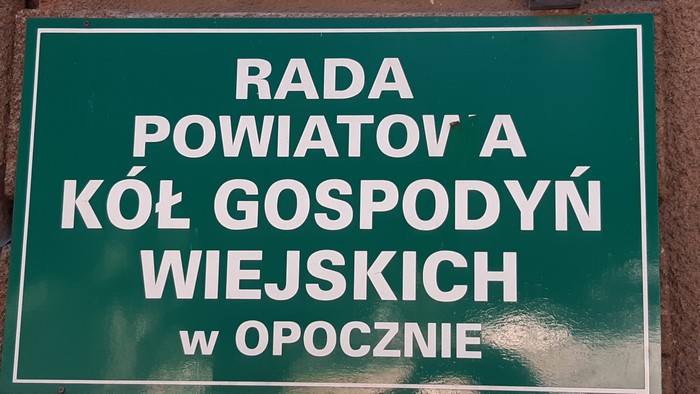 RADA
POWIATOWA
KÓŁ GOSPODYŃ
WIEJSKICH
w OPOCZNIE